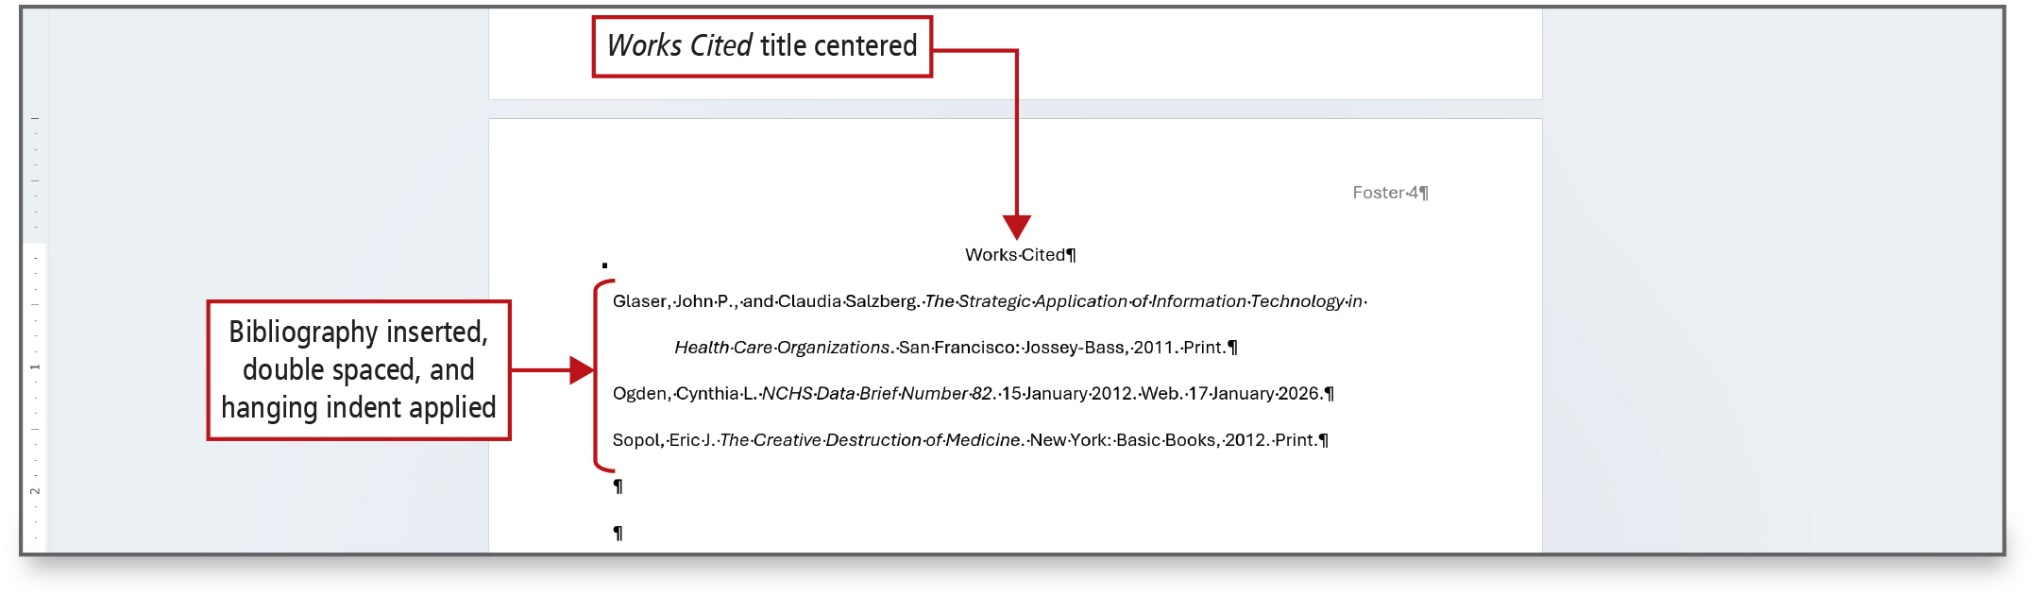 Works Cited title centered
Foster·4¶
Works·Cited¶
Glaser,·John·P.,·and·Claudia·Salzberg.·The·Strategic·Application·of·Information·Technology·in·
Health·Care·Organizations.·San·Francisco:·Jossey-Bass,·2011.·Print.¶
Bibliography inserted,
double spaced, and
hanging indent applied
Ogden,·Cynthia·L.·NCHS·Data·Brief·Number·82.·15·January·2012.·Web.·17·January·2026.¶
Sopol,·Eric·J.·The·Creative·Destruction·of·Medicine.·New·York:·Basic·Books,·2012.·Print.¶
¶
¶
1
2